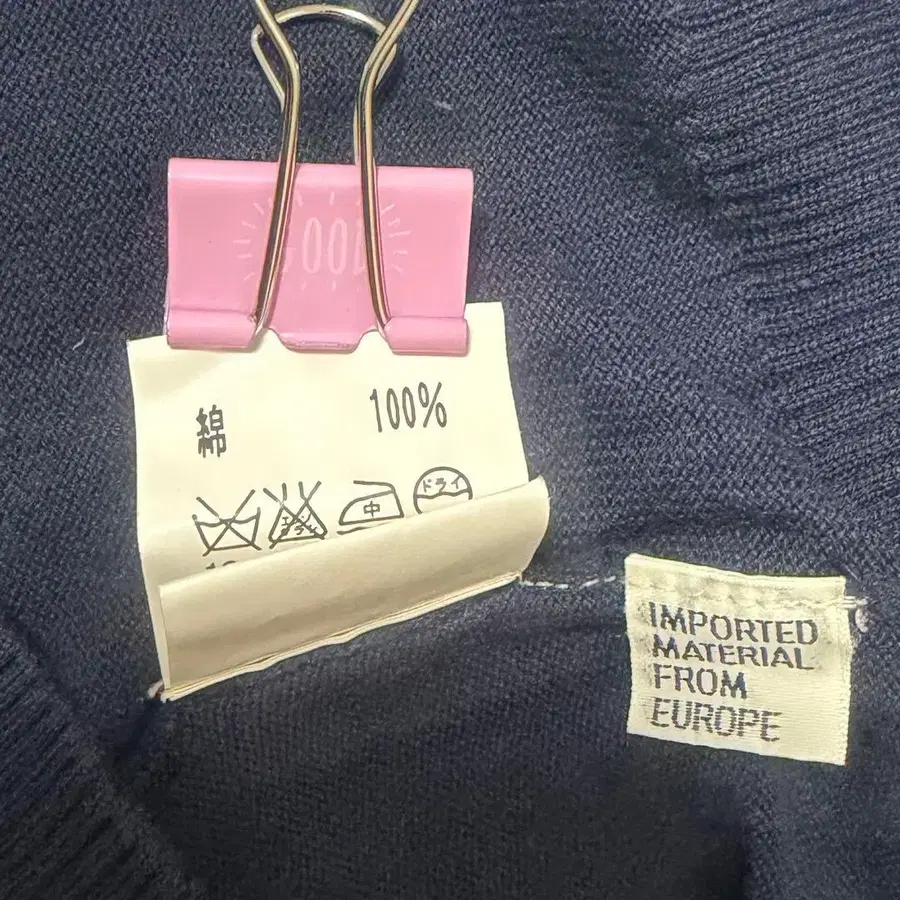 綿 100%
中 ドライ
IMPORTED
MATERIAL
FROM
EUROPE